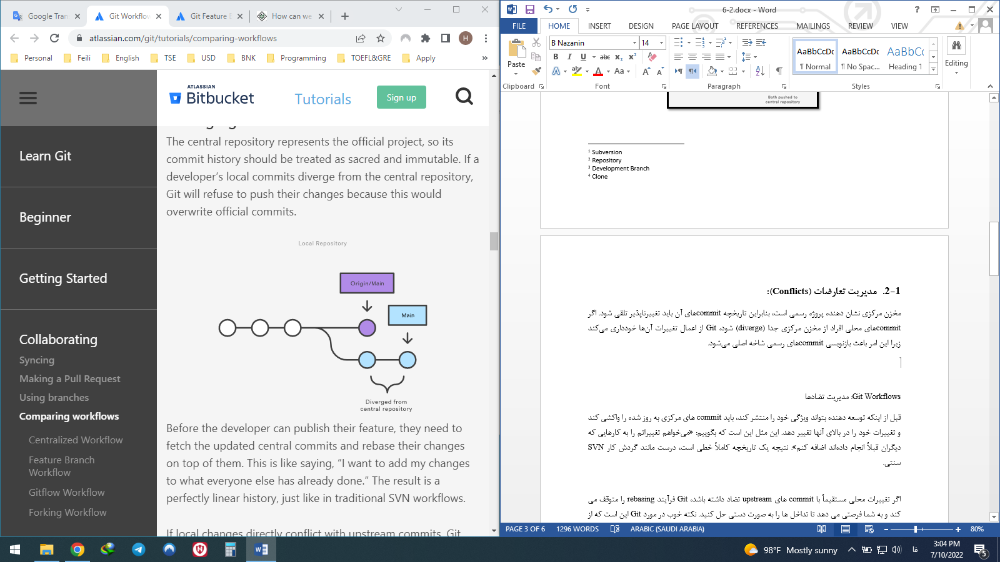 Google Tran
Git Workflow
Git Feature B
How can we
atlassian.com/git/tutorials/comparing-workflows
H
Personal
Feili
English
TSE
USD
BNK
Programming
TOEFL&GRE
Apply
»
ATLASSIAN
Bitbucket
Tutorials
Sign up
Learn Git
Beginner
Getting Started
Collaborating
Syncing
Making a Pull Request
Using branches
Comparing workflows
Centralized Workflow
Feature Branch
Workflow
Gitflow Workflow
Forking Workflow
The central repository represents the official project, so its
commit history should be treated as sacred and immutable. If a
developer’s local commits diverge from the central repository,
Git will refuse to push their changes because this would
overwrite official commits.
Local Repository
Origin/Main
Main
Diverged from
central repository
Before the developer can publish their feature, they need to
fetch the updated central commits and rebase their changes
on top of them. This is like saying, “I want to add my changes
to what everyone else has already done.” The result is a
perfectly linear history, just like in traditional SVN workflows.
If local changes directly conflict with upstream commits, Git
6-2.docx - Word
FILE
HOME
INSERT
DESIGN
PAGE LAYOUT
REFERENCES
MAILINGS
REVIEW
VIEW
Paste
Clipboard
B Nazanin
14
B I U abc x₂ x²
A ab A Aa A A
Font
Paragraph
AaBbCcDc
¶ Normal
AaBbCcDc
¶ No Spac...
AaBbCc
Heading 1
Styles
Editing
Both pushed to
central repository
1 Subversion
2 Repository
3 Development Branch
4 Clone
2-1. مدیریت تعارضات (Conflicts):
مخزن مرکزی نشان دهنده پروژه رسمی است، بنابراین تاریخچه commitهای آن باید تغییرناپذیر تلقی شود. اگر
commitهای محلی افراد از مخزن مرکزی جدا (diverge) شود، Git از اعمال تغییرات آن‌ها خودداری می‌کند
زیرا این امر باعث بازنویسی commitهای رسمی شاخه اصلی می‌شود.
Git Workflows: مدیریت تضادها
قبل از اینکه توسعه دهنده بتواند ویژگی خود را منتشر کند، باید commit های مرکزی به روز شده را واکشی کند
و تغییرات خود را در بالای آنها تغییر دهد. این مثل این است که بگوییم: «می‌خواهم تغییراتم را به کارهایی که
دیگران قبلاً انجام داده‌اند اضافه کنم». نتیجه یک تاریخچه کاملاً خطی است، درست مانند گردش کار SVN
سنتی.
اگر تغییرات محلی مستقیماً با commit های upstream تضاد داشته باشد، Git فرآیند rebasing را متوقف می
کند و به شما فرصتی می دهد تا تداخل ها را به صورت دستی حل کنید. نکته خوب در مورد Git این است که از
PAGE 3 OF 6
1296 WORDS
ARABIC (SAUDI ARABIA)
80%
98°F Mostly sunny
فا
3:04 PM
7/10/2022
5